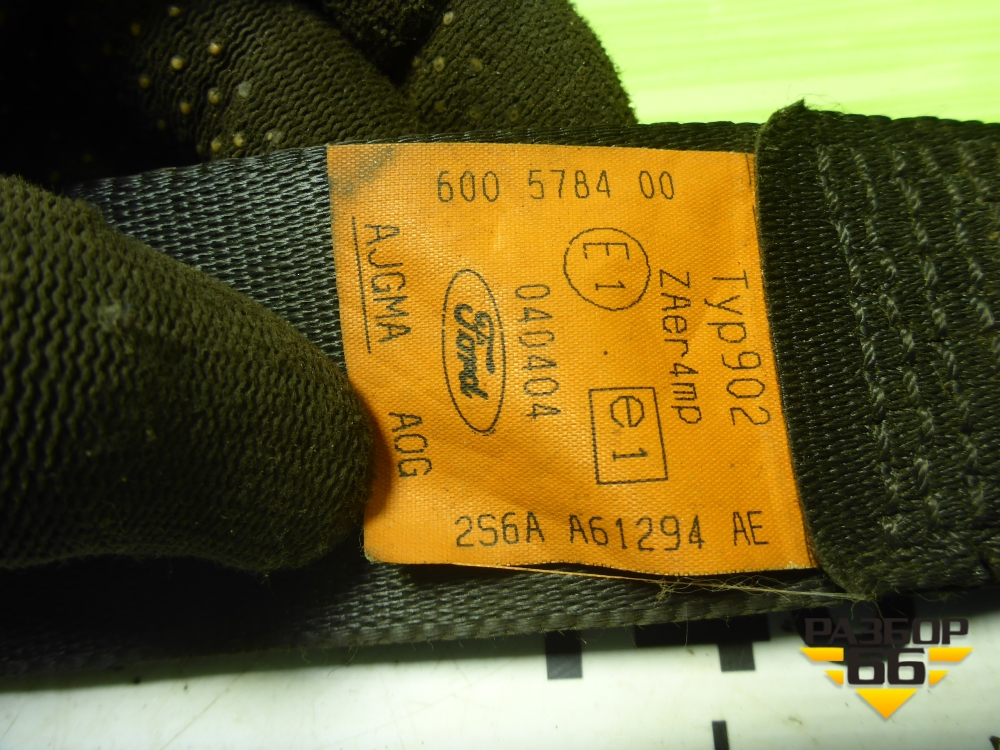 600 5784 00
Typ902
ZAer4mp
E1
e1
040404
Ford
AJGMA AOG
2S6A A61294 AE
РАЗБОР
66